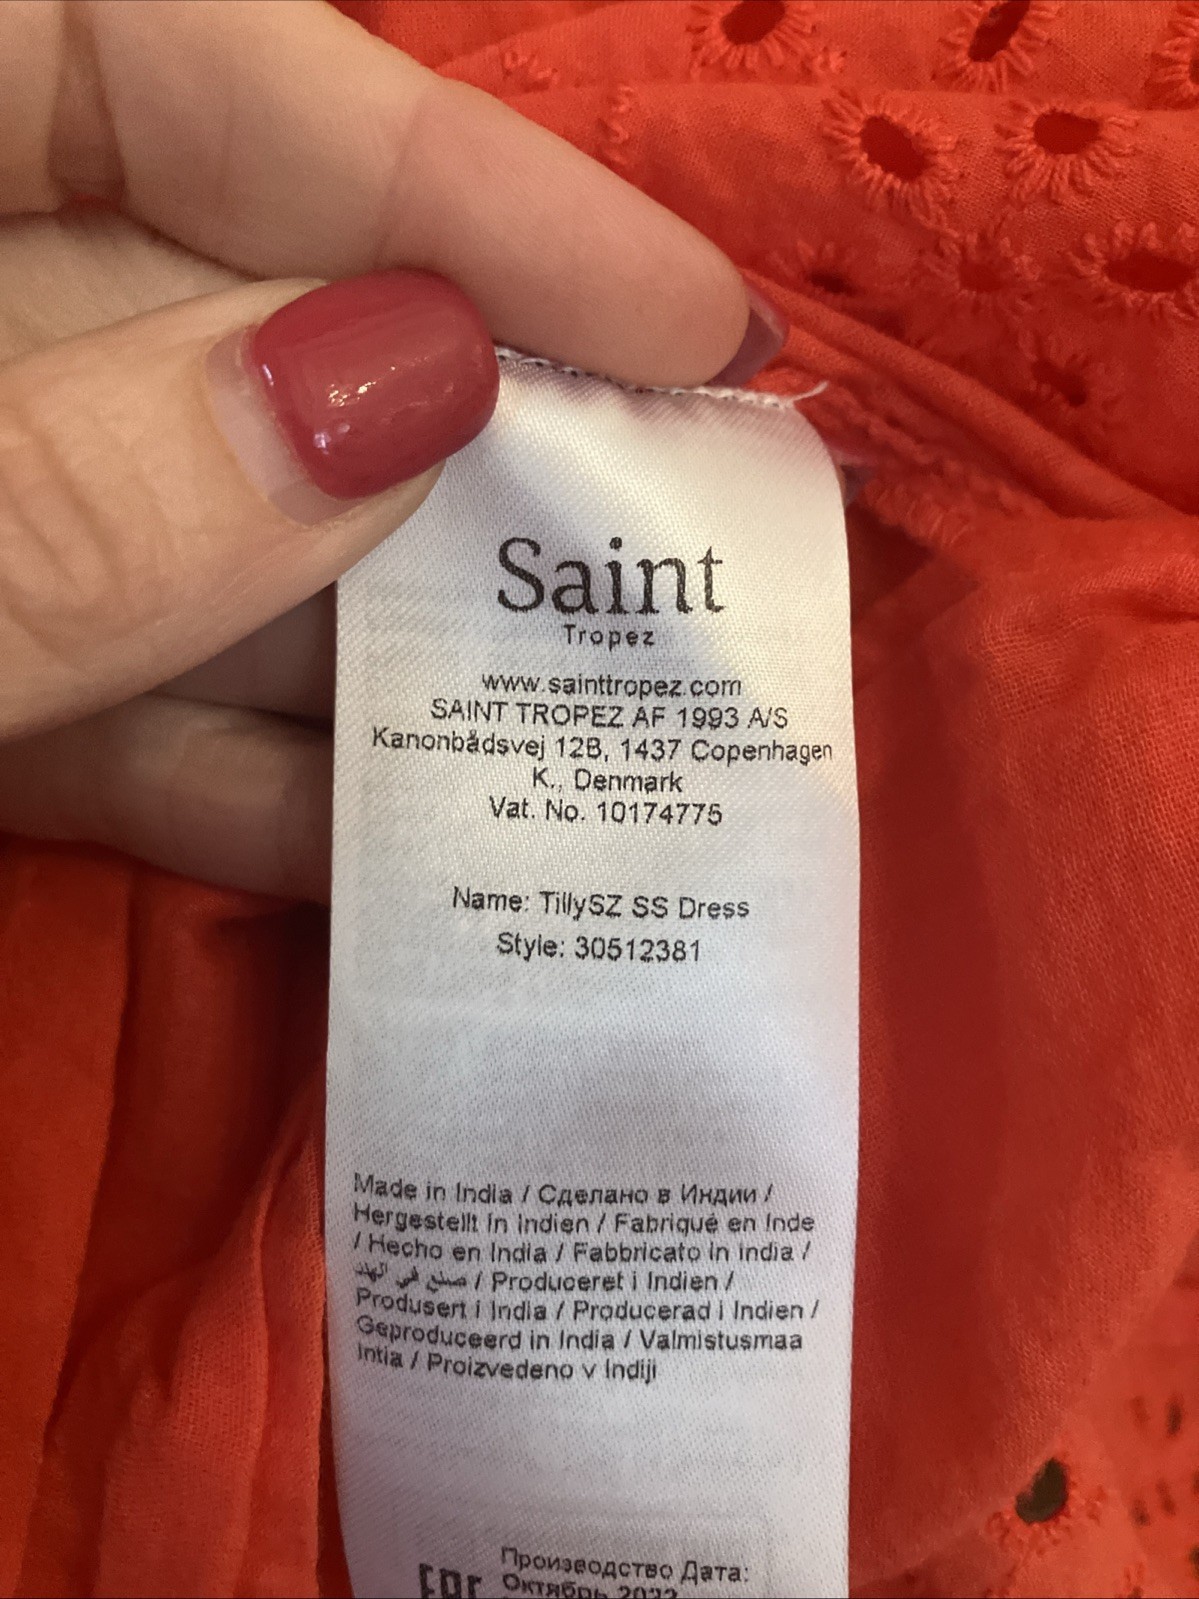 Saint
Tropez
www.sainttropez.com
SAINT TROPEZ AF 1993 A/S
Kanonbådsvej 12B, 1437 Copenhagen
K., Denmark
Vat. No. 10174775
Name: TillySZ SS Dress
Style: 30512381
Made in India / Сделано в Индии /
Hergestellt in Indien / Fabriqué en Inde
/ Hecho en India / Fabbricato in india /
صنع في الهند / Produceret i Indien /
Produsert i India / Producerad i Indien /
Geproduceerd in India / Valmistusmaa
Intia / Proizvedeno v Indiji
Производство Дата:
EAC Октябрь 2022